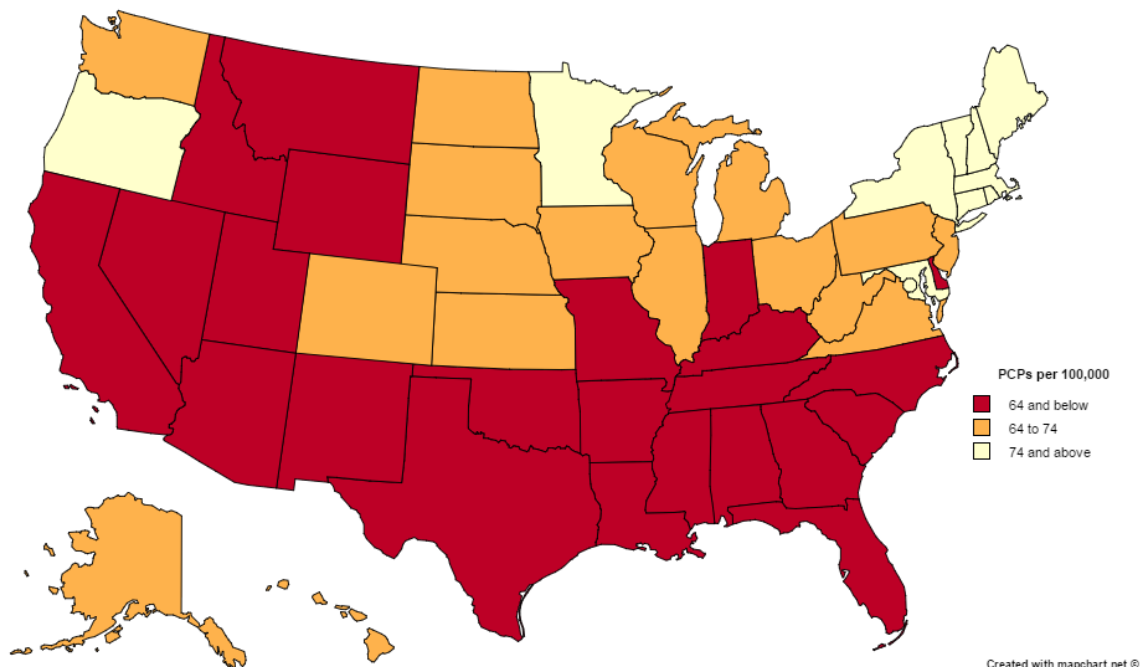 PCPs per 100,000
64 and below
64 to 74
74 and above
Created with mapchart.net ®